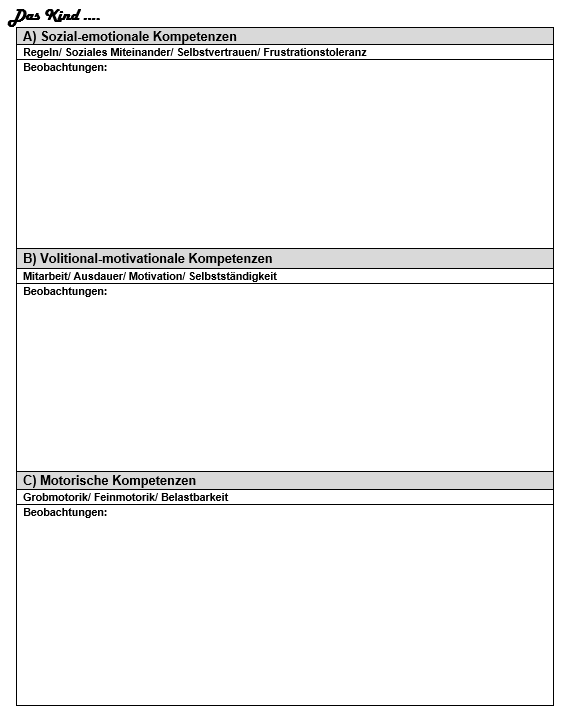 Das Kind ....
A) Sozial-emotionale Kompetenzen
Regeln/ Soziales Miteinander/ Selbstvertrauen/ Frustrationstoleranz
Beobachtungen:
B) Volitional-motivationale Kompetenzen
Mitarbeit/ Ausdauer/ Motivation/ Selbstständigkeit
Beobachtungen:
C) Motorische Kompetenzen
Grobmotorik/ Feinmotorik/ Belastbarkeit
Beobachtungen: